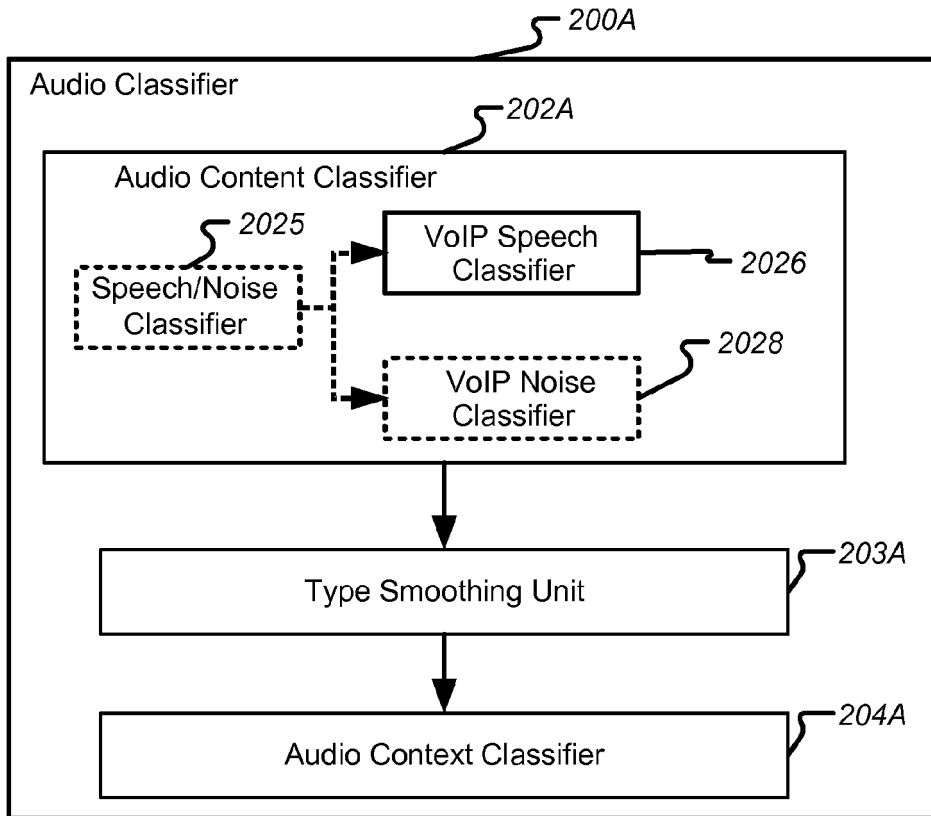 200A
Audio Classifier
202A
Audio Content Classifier
2025
VoIP Speech
Classifier
2026
Speech/Noise
Classifier
2028
VoIP Noise
Classifier
203A
Type Smoothing Unit
204A
Audio Context Classifier